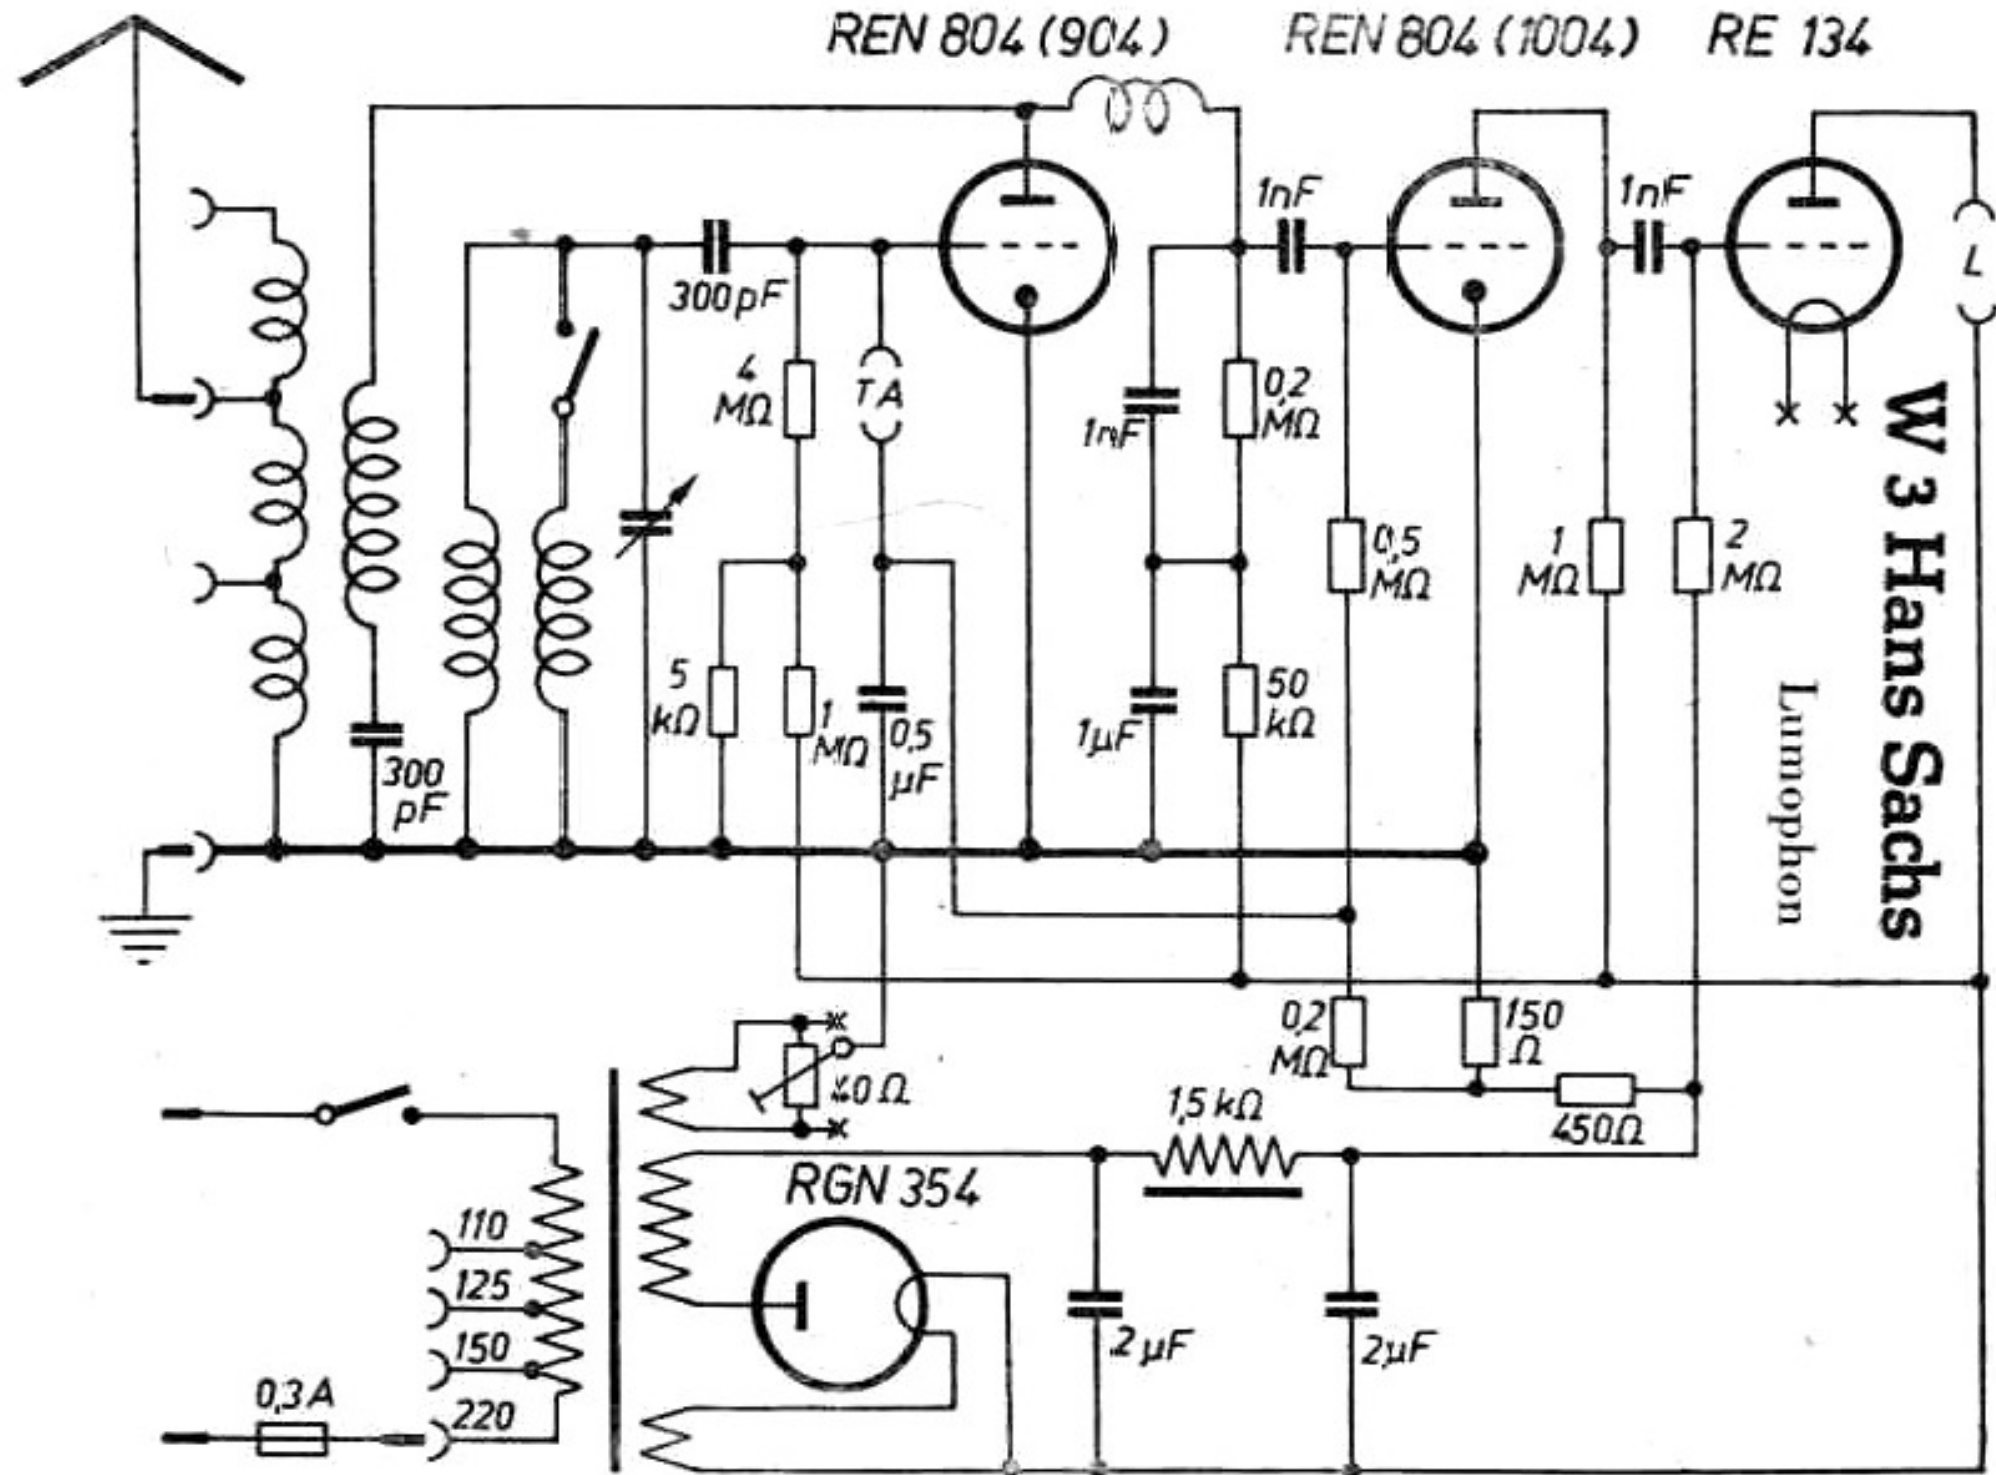 REN 804 (904)
REN 804 (1004)
RE 134
300 pF
4 MΩ
TA
1nF
1nF
0,2 MΩ
1nF
L
0,5 MΩ
1 MΩ
2 MΩ
300 pF
5 kΩ
1 MΩ
0,5 µF
1µF
50 kΩ
W 3 Hans Sachs
Lumophon
0,2 MΩ
150 Ω
450Ω
1,5 kΩ
RGN 354
2 µF
2µF
110
125
150
220
0,3 A